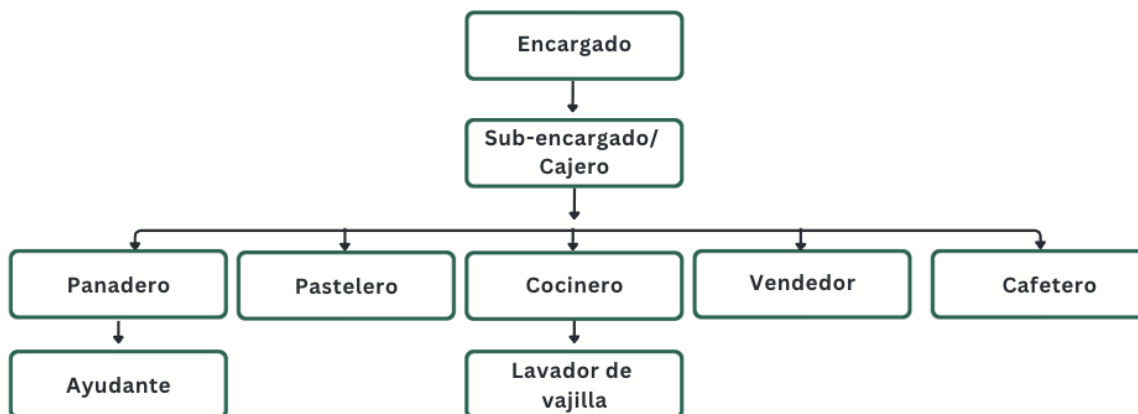 Encargado
Sub-encargado/
Cajero
Panadero
Pastelero
Cocinero
Vendedor
Cafetero
Ayudante
Lavador de
vajilla